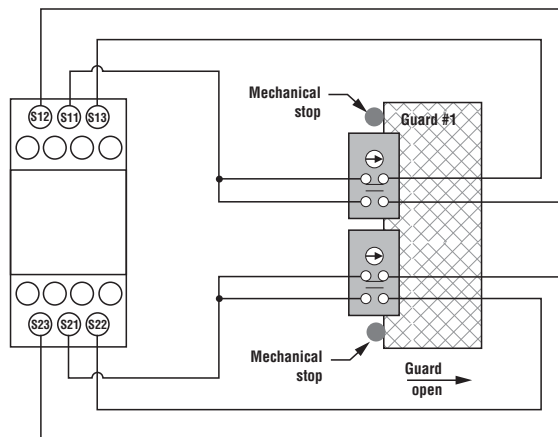 S12
S11
S13
Mechanical
stop
Guard #1
S23
S21
S22
Mechanical
stop
Guard
open